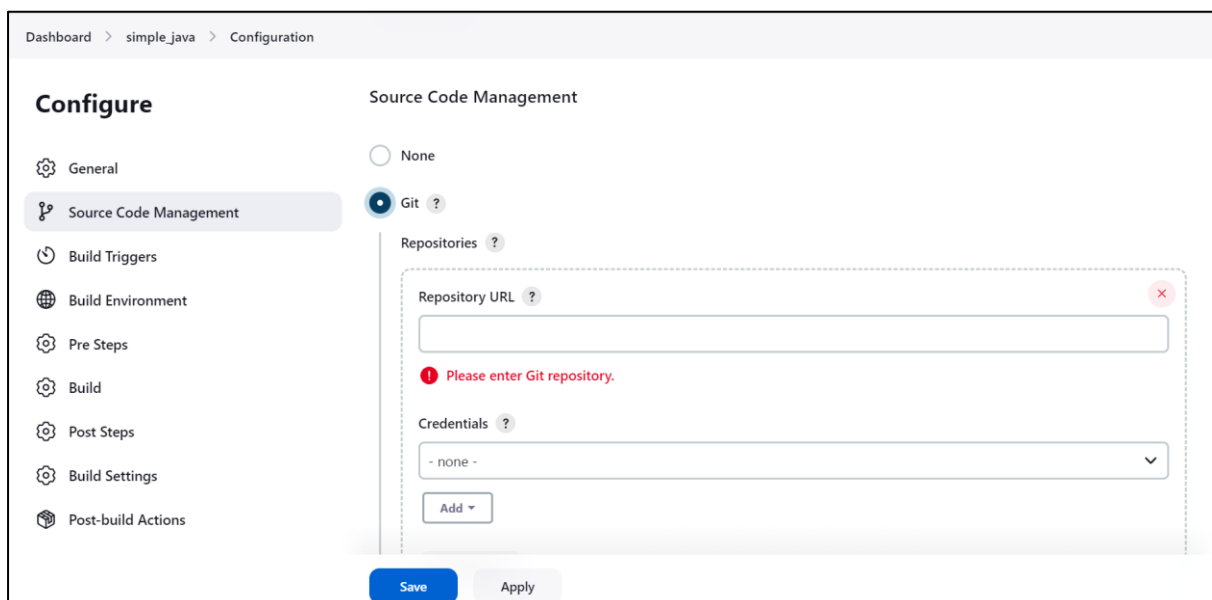 Dashboard > simple_java > Configuration
Configure
General
Source Code Management
Build Triggers
Build Environment
Pre Steps
Build
Post Steps
Build Settings
Post-build Actions
Source Code Management
None
Git ?
Repositories ?
Repository URL ?
Please enter Git repository.
Credentials ?
- none -
Add
Save
Apply